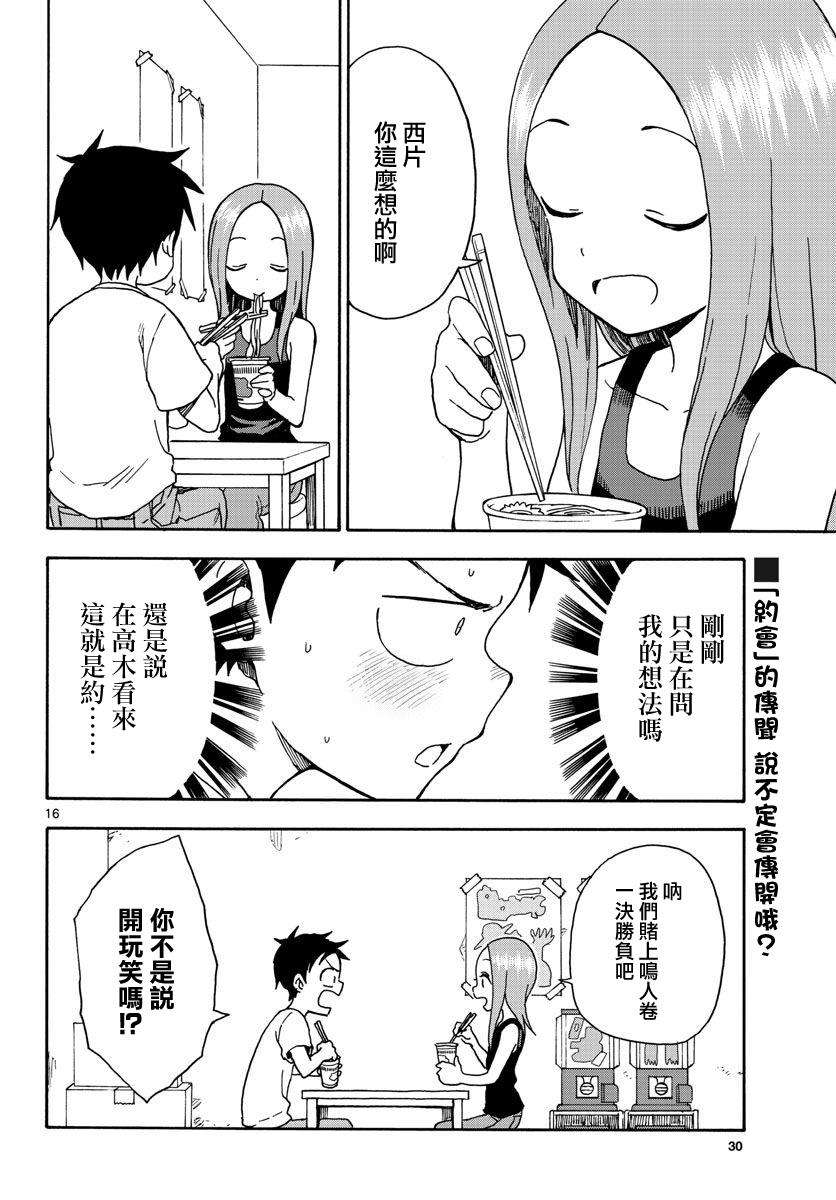 西片
你這麼想的啊
剛剛
只是在問
我的想法嗎
還是說
在高木看來
這就是約……
■「約會」的傳聞 說不定會傳開哦?
16
吶
我們賭上鳴人卷
一決勝負吧
你不是說
開玩笑嗎!?
30